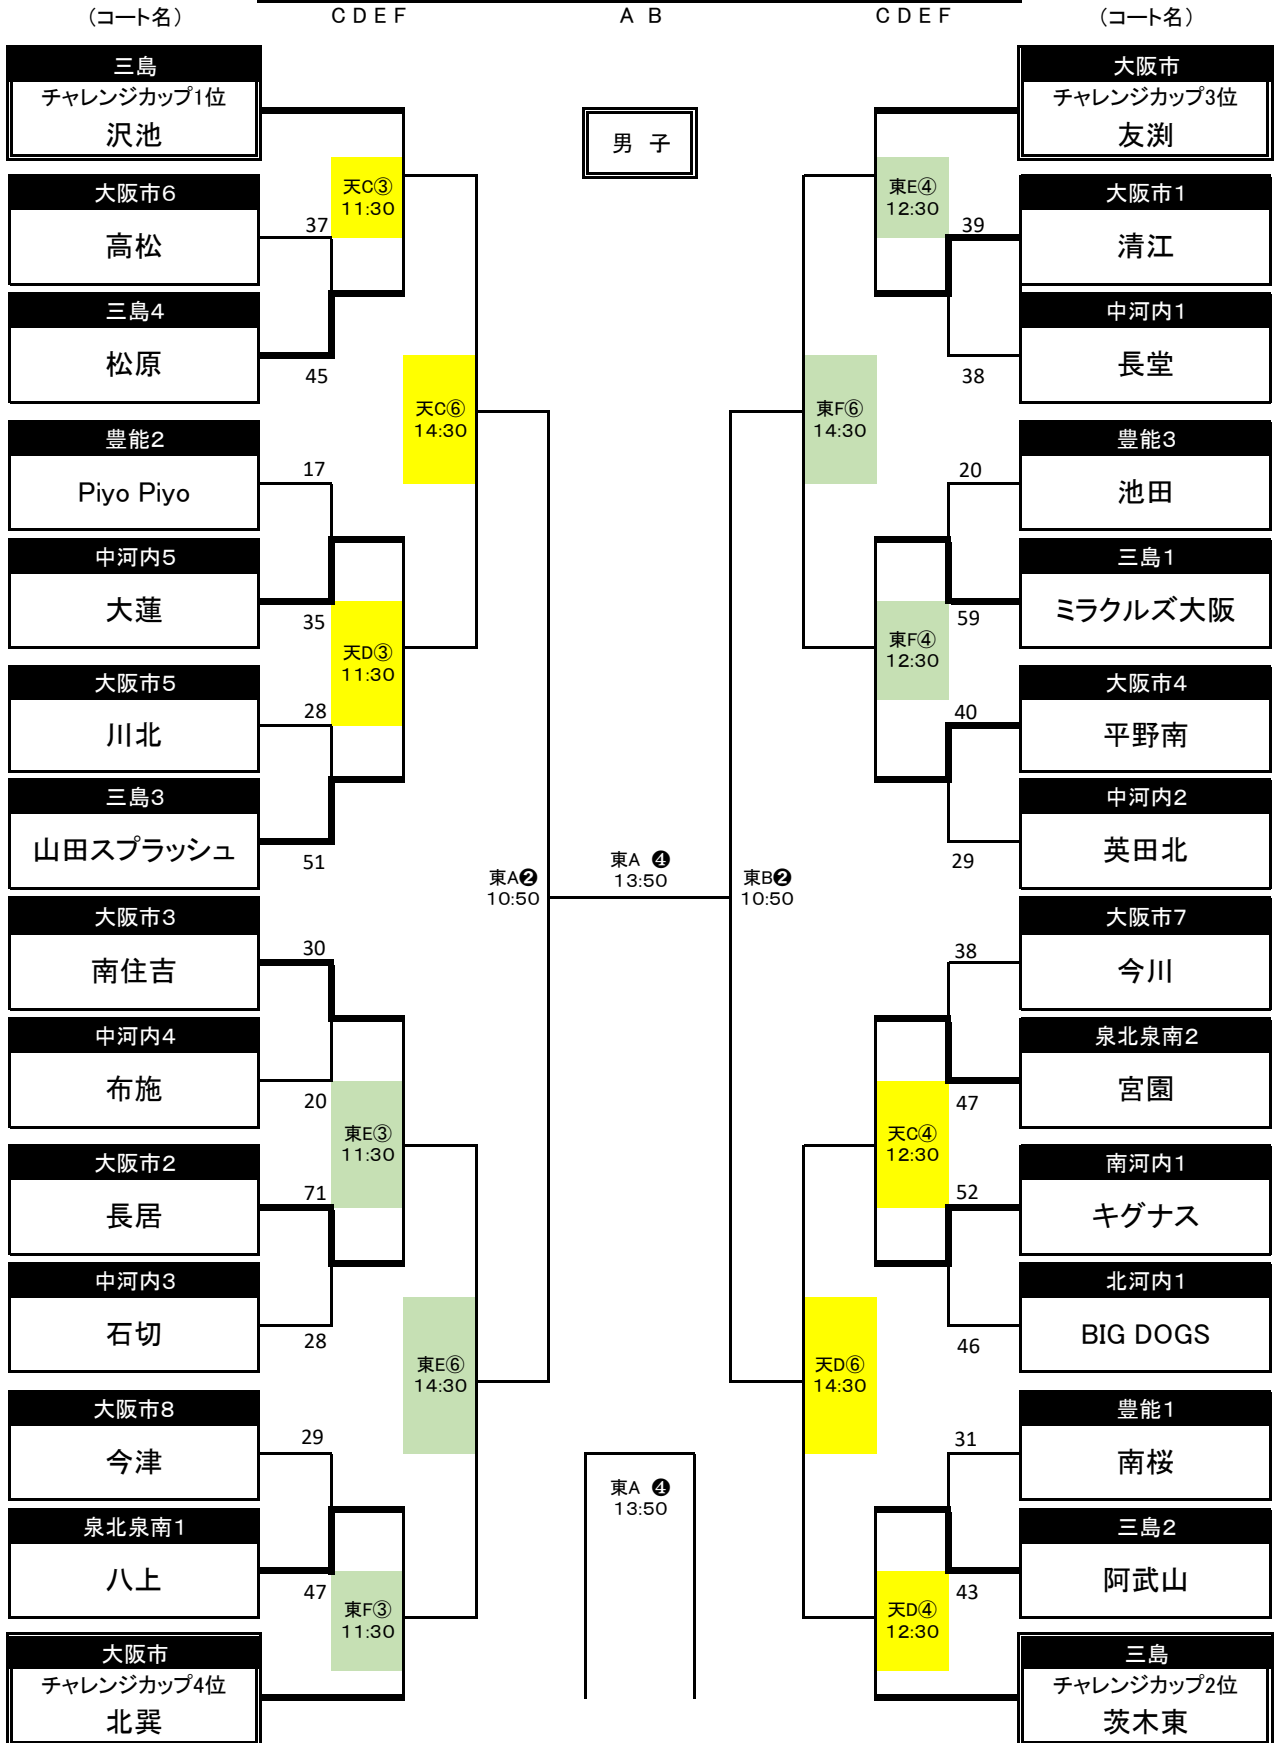 (コート名)
C D E F
A B
C D E F
(コート名)
男 子
三島
チャレンジカップ1位
沢池
大阪市6
高松
三島4
松原
豊能2
Piyo Piyo
中河内5
大蓮
大阪市5
川北
三島3
山田スプラッシュ
大阪市3
南住吉
中河内4
布施
大阪市2
長居
中河内3
石切
大阪市8
今津
泉北泉南1
八上
大阪市
チャレンジカップ4位
北巽
37
45
17
35
28
51
30
20
71
28
29
47
天C③
11:30
天D③
11:30
東E③
11:30
東F③
11:30
天C⑥
14:30
東E⑥
14:30
東A❷
10:50
東A ❹
13:50
東B❷
10:50
東A ❹
13:50
東F⑥
14:30
天D⑥
14:30
東E④
12:30
東F④
12:30
天C④
12:30
天D④
12:30
39
38
20
59
40
29
38
47
52
46
31
43
大阪市
チャレンジカップ3位
友渕
大阪市1
清江
中河内1
長堂
豊能3
池田
三島1
ミラクルズ大阪
大阪市4
平野南
中河内2
英田北
大阪市7
今川
泉北泉南2
宮園
南河内1
キグナス
北河内1
BIG DOGS
豊能1
南桜
三島2
阿武山
三島
チャレンジカップ2位
茨木東